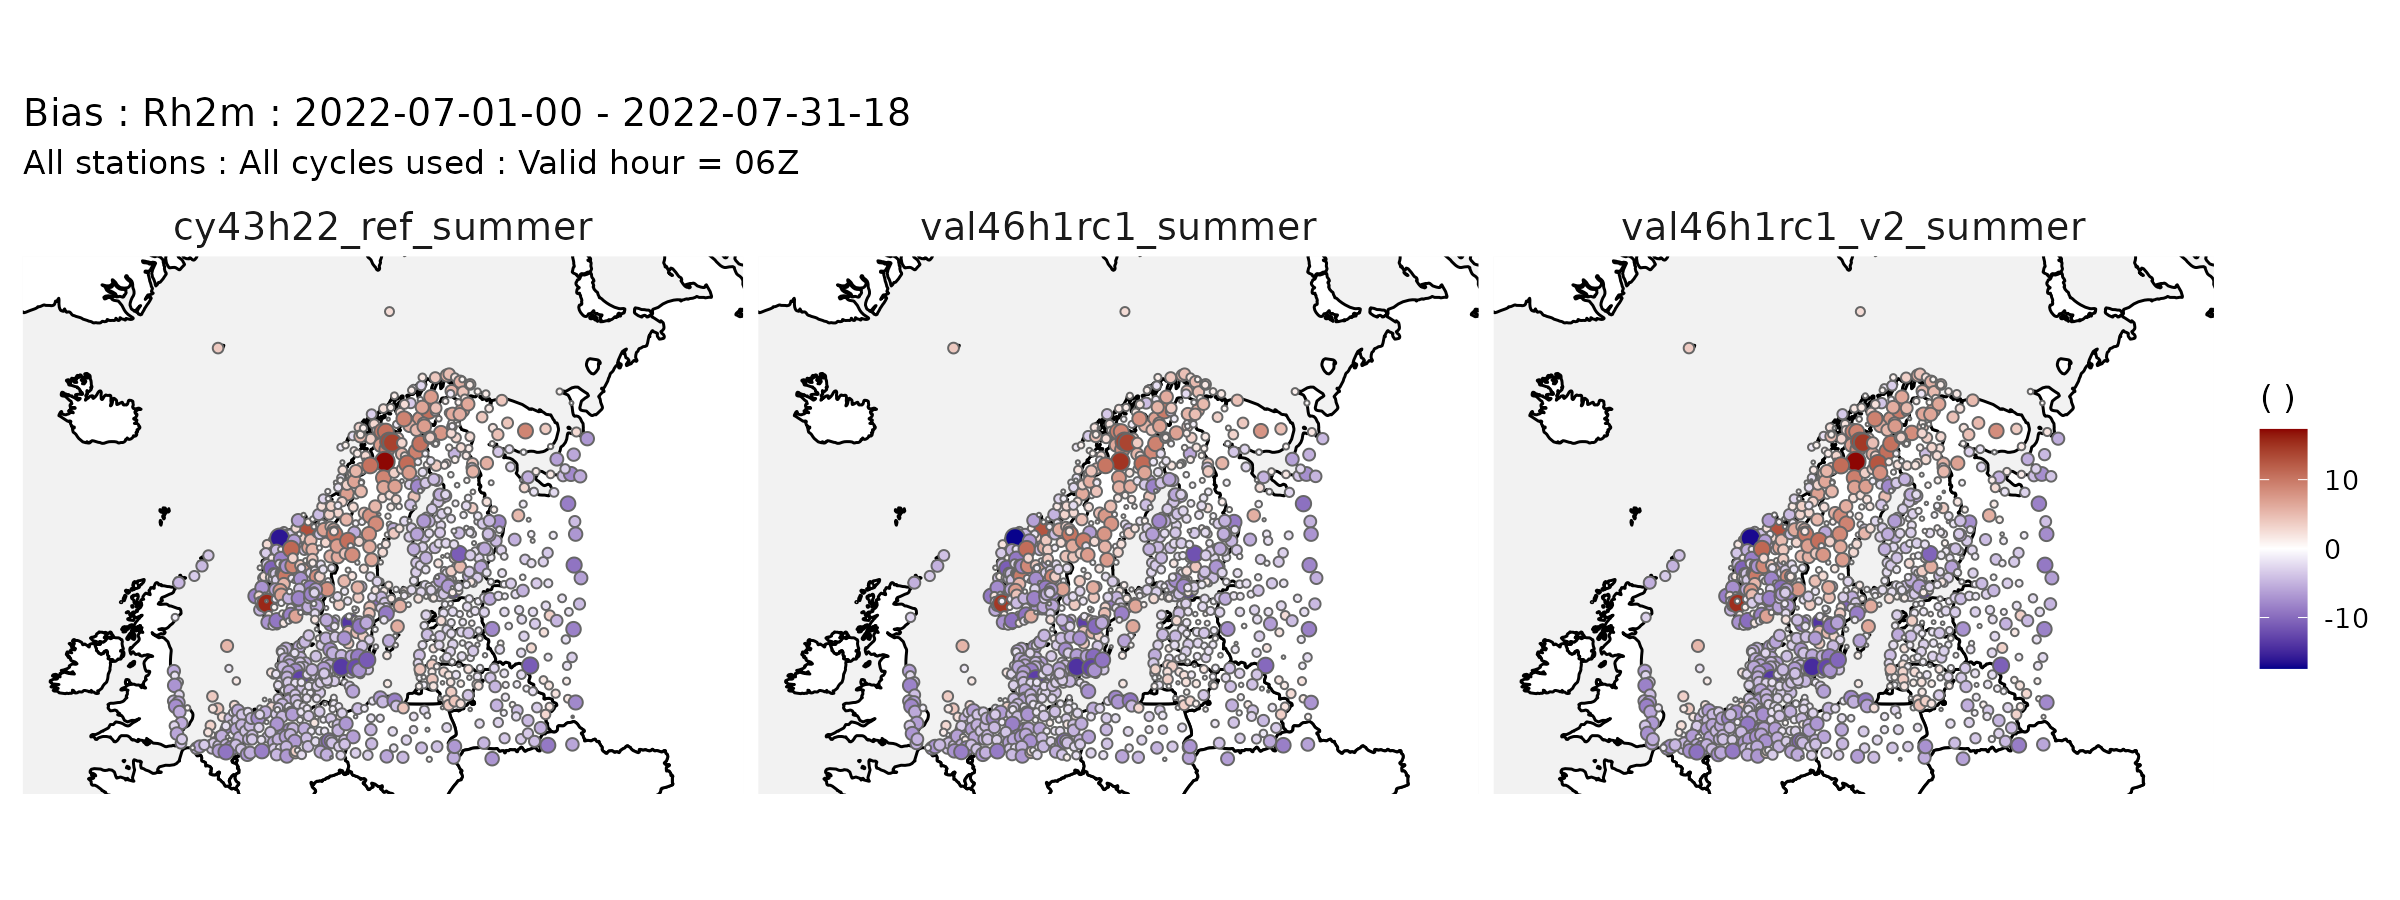 Bias : Rh2m : 2022-07-01-00 - 2022-07-31-18
All stations : All cycles used : Valid hour = 06Z
cy43h22_ref_summer
val46h1rc1_summer
val46h1rc1_v2_summer
( )
10
0
-10